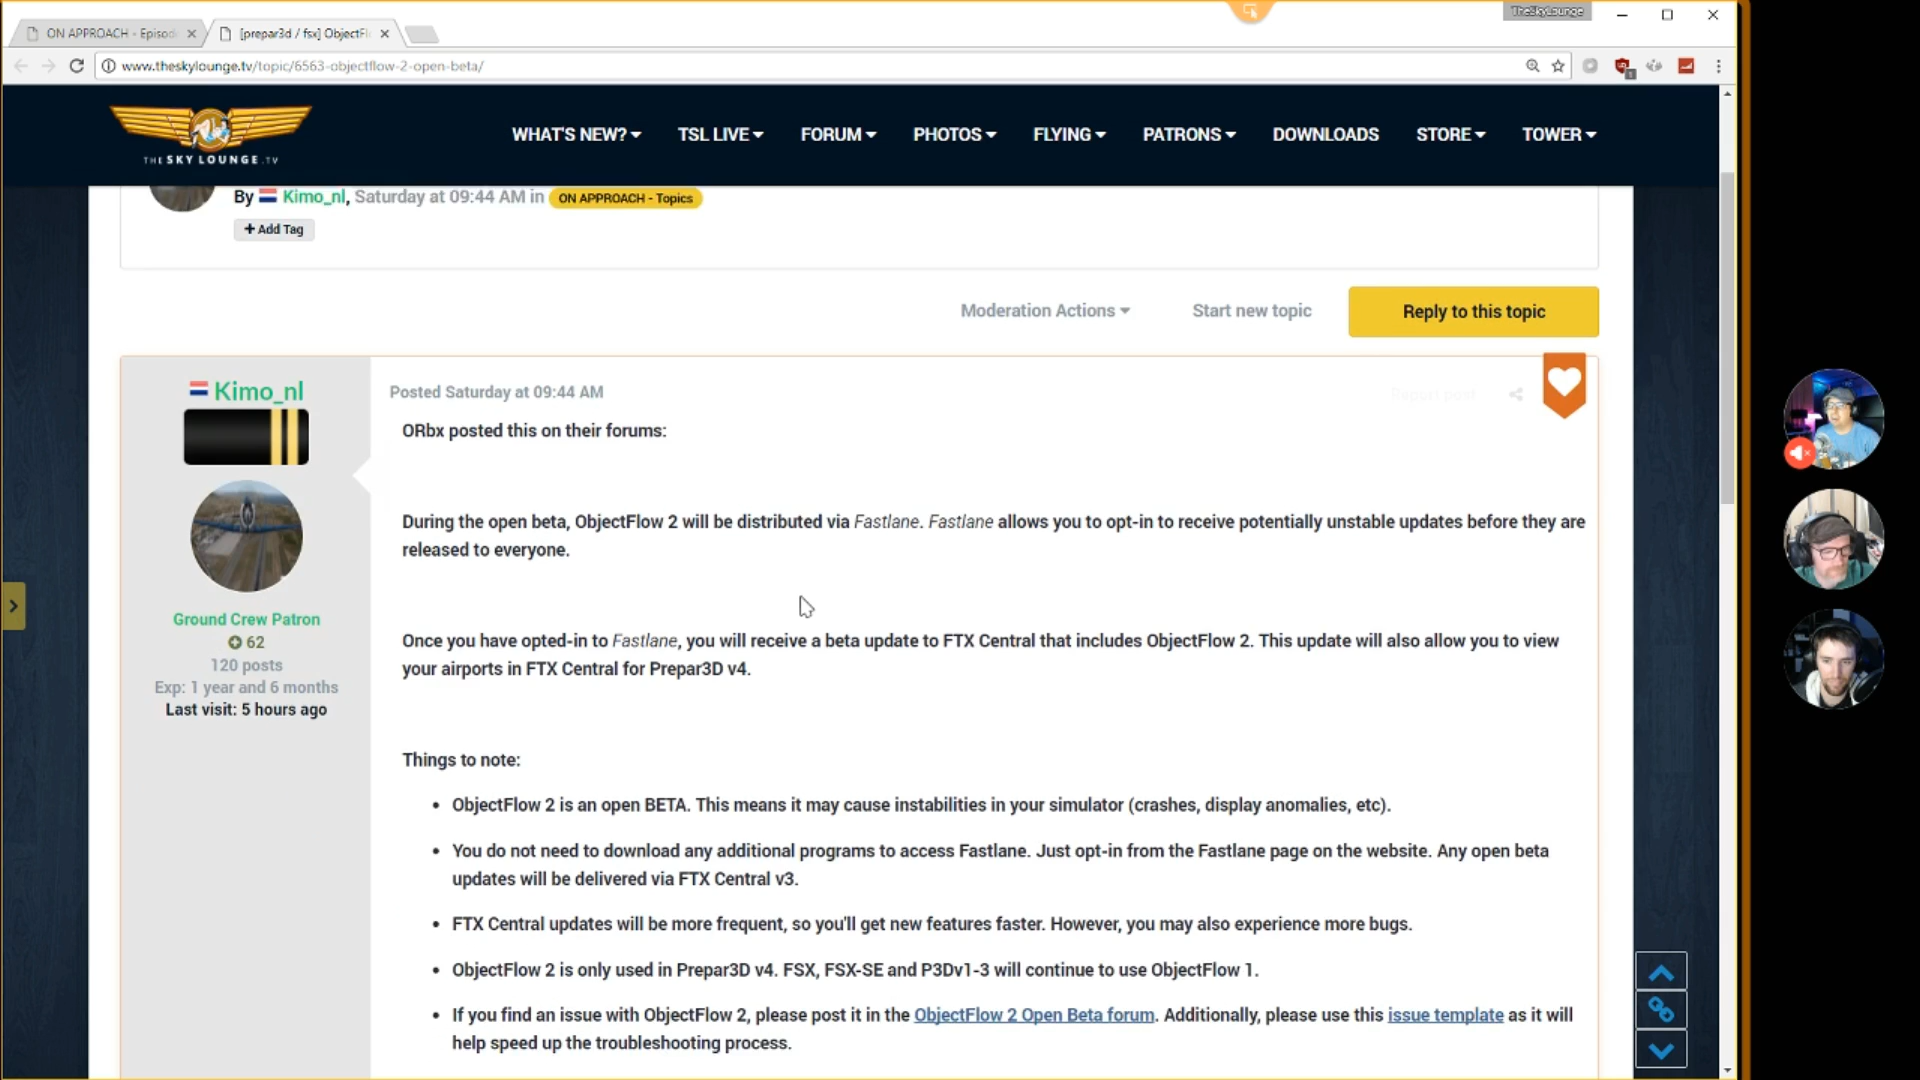 TheSkyLounge
ON APPROACH - Episod
[prepar3d / fsx] ObjectFl
www.theskylounge.tv/topic/6563-objectflow-2-open-beta/
THE SKY LOUNGE .TV
WHAT'S NEW?
TSL LIVE
FORUM
PHOTOS
FLYING
PATRONS
DOWNLOADS
STORE
TOWER
By Kimo_nl, Saturday at 09:44 AM in ON APPROACH - Topics
+ Add Tag
Moderation Actions
Start new topic
Reply to this topic
Kimo_nl
Ground Crew Patron
62
120 posts
Exp: 1 year and 6 months
Last visit: 5 hours ago
Posted Saturday at 09:44 AM
Report post
ORbx posted this on their forums:
During the open beta, ObjectFlow 2 will be distributed via Fastlane. Fastlane allows you to opt-in to receive potentially unstable updates before they are
released to everyone.
Once you have opted-in to Fastlane, you will receive a beta update to FTX Central that includes ObjectFlow 2. This update will also allow you to view
your airports in FTX Central for Prepar3D v4.
Things to note:
• ObjectFlow 2 is an open BETA. This means it may cause instabilities in your simulator (crashes, display anomalies, etc).
• You do not need to download any additional programs to access Fastlane. Just opt-in from the Fastlane page on the website. Any open beta
updates will be delivered via FTX Central v3.
• FTX Central updates will be more frequent, so you'll get new features faster. However, you may also experience more bugs.
• ObjectFlow 2 is only used in Prepar3D v4. FSX, FSX-SE and P3Dv1-3 will continue to use ObjectFlow 1.
• If you find an issue with ObjectFlow 2, please post it in the ObjectFlow 2 Open Beta forum. Additionally, please use this issue template as it will
help speed up the troubleshooting process.